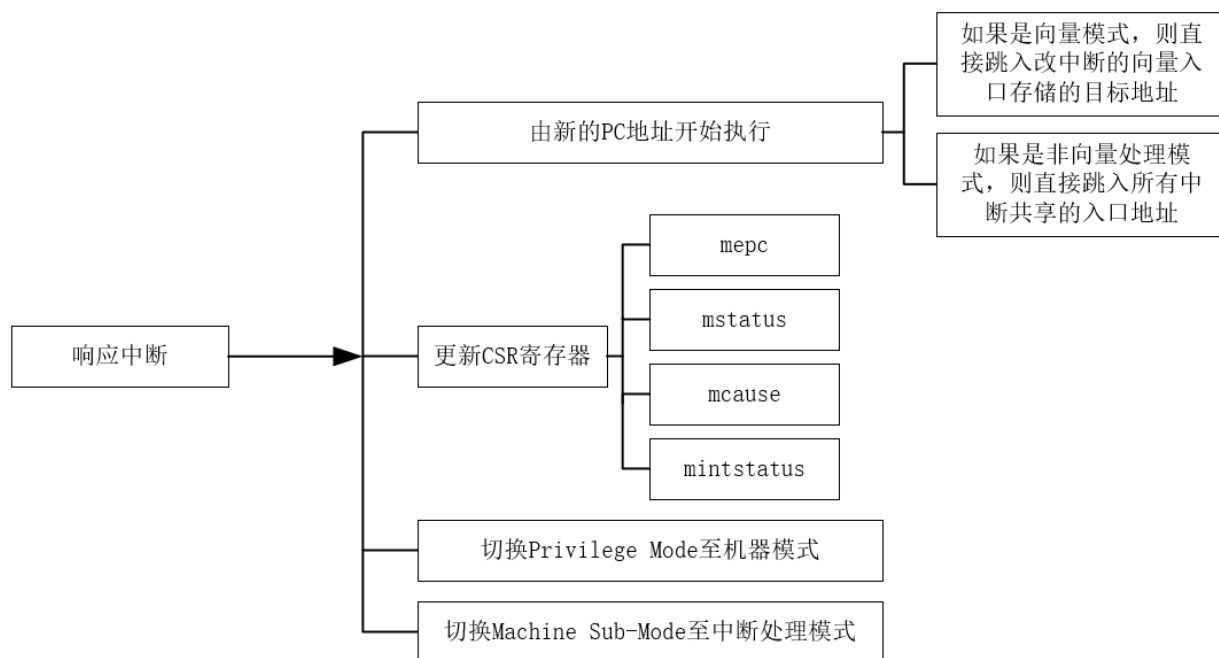 如果是向量模式，则直
接跳入改中断的向量入
口存储的目标地址
由新的PC地址开始执行
如果是非向量处理模
式，则直接跳入所有中
断共享的入口地址
mepc
mstatus
响应中断
更新CSR寄存器
mcause
mintstatus
切换Privilege Mode至机器模式
切换Machine Sub-Mode至中断处理模式